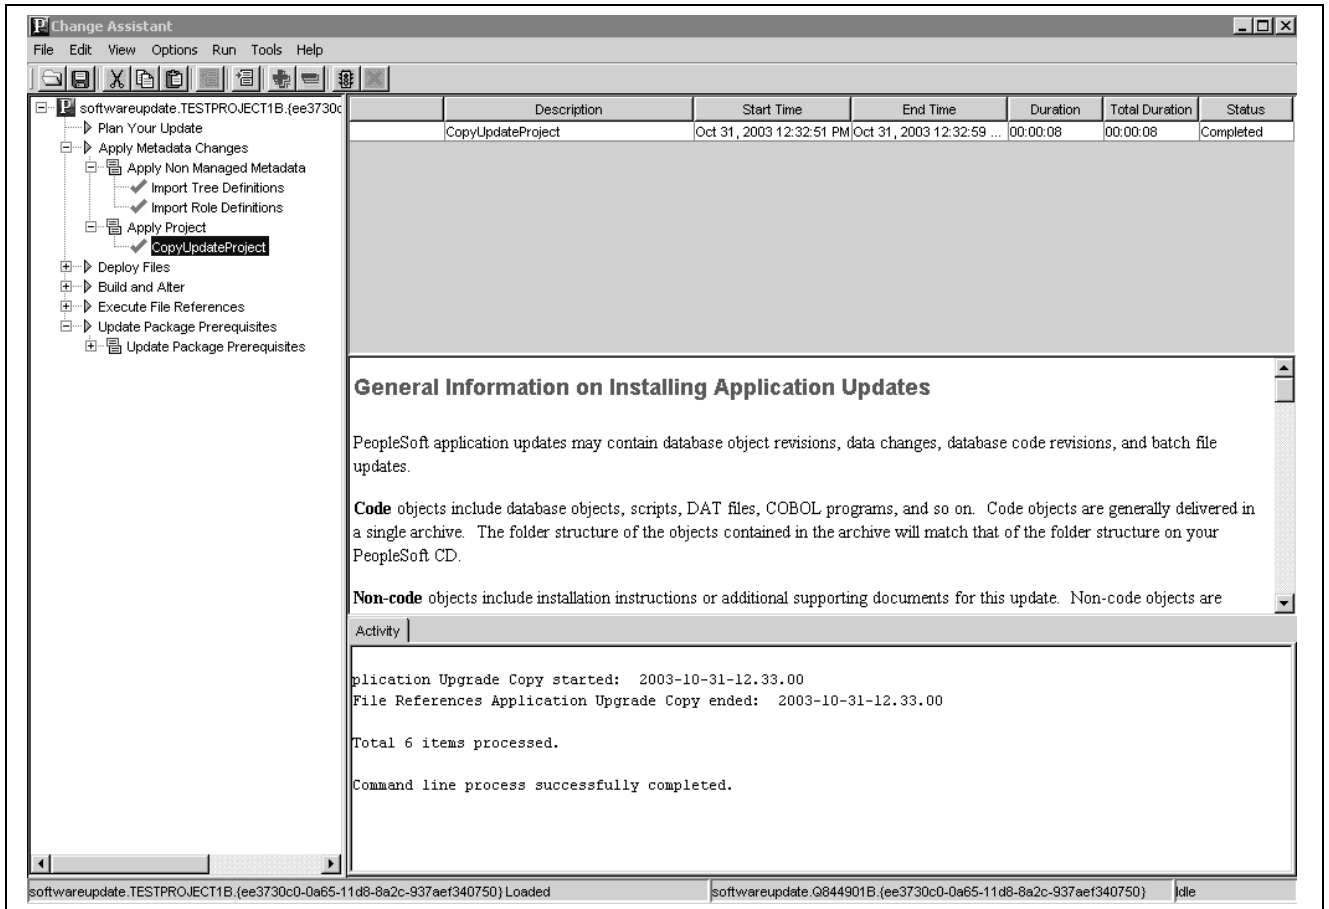 Change Assistant
File Edit View Options Run Tools Help
softwareupdate.TESTPROJECT1B.{ee3730c
Plan Your Update
Apply Metadata Changes
Apply Non Managed Metadata
Import Tree Definitions
Import Role Definitions
Apply Project
CopyUpdateProject
Deploy Files
Build and Alter
Execute File References
Update Package Prerequisites
Update Package Prerequisites
Description Start Time End Time Duration Total Duration Status
CopyUpdateProject Oct 31, 2003 12:32:51 PM Oct 31, 2003 12:32:59 ... 00:00:08 00:00:08 Completed
General Information on Installing Application Updates
PeopleSoft application updates may contain database object revisions, data changes, database code revisions, and batch file
updates.
Code objects include database objects, scripts, DAT files, COBOL programs, and so on. Code objects are generally delivered in
a single archive. The folder structure of the objects contained in the archive will match that of the folder structure on your
PeopleSoft CD.
Non-code objects include installation instructions or additional supporting documents for this update. Non-code objects are
Activity
plication Upgrade Copy started: 2003-10-31-12.33.00
File References Application Upgrade Copy ended: 2003-10-31-12.33.00
Total 6 items processed.
Command line process successfully completed.
softwareupdate.TESTPROJECT1B.{ee3730c0-0a65-11d8-8a2c-937aef340750} Loaded softwareupdate.Q844901B.{ee3730c0-0a65-11d8-8a2c-937aef340750} Idle